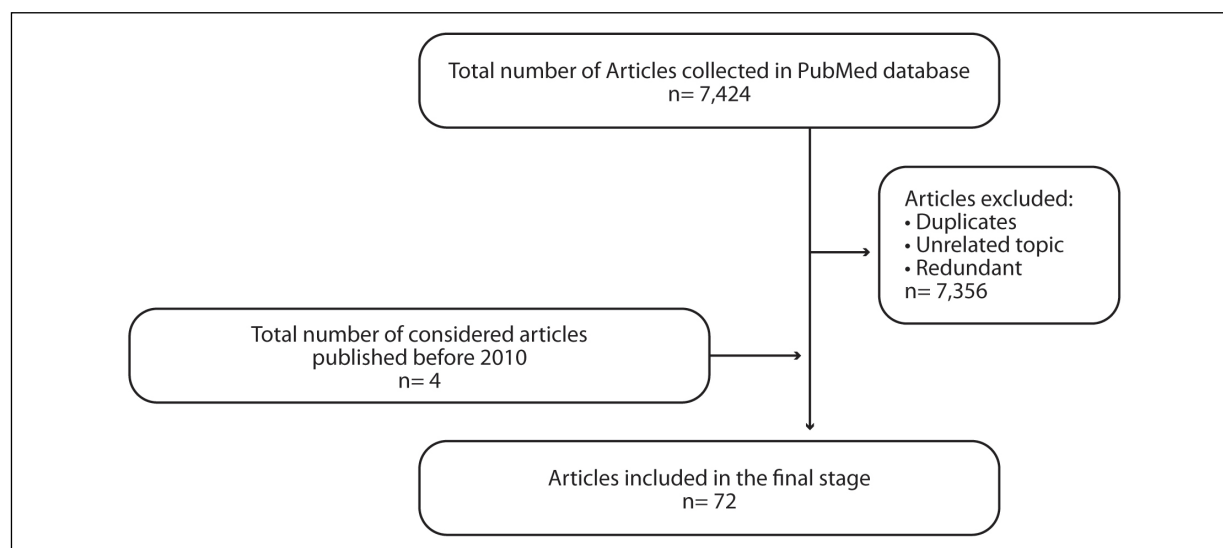 Total number of Articles collected in PubMed database
n= 7,424
Articles excluded:
• Duplicates
• Unrelated topic
• Redundant
n= 7,356
Total number of considered articles
published before 2010
n= 4
Articles included in the final stage
n= 72